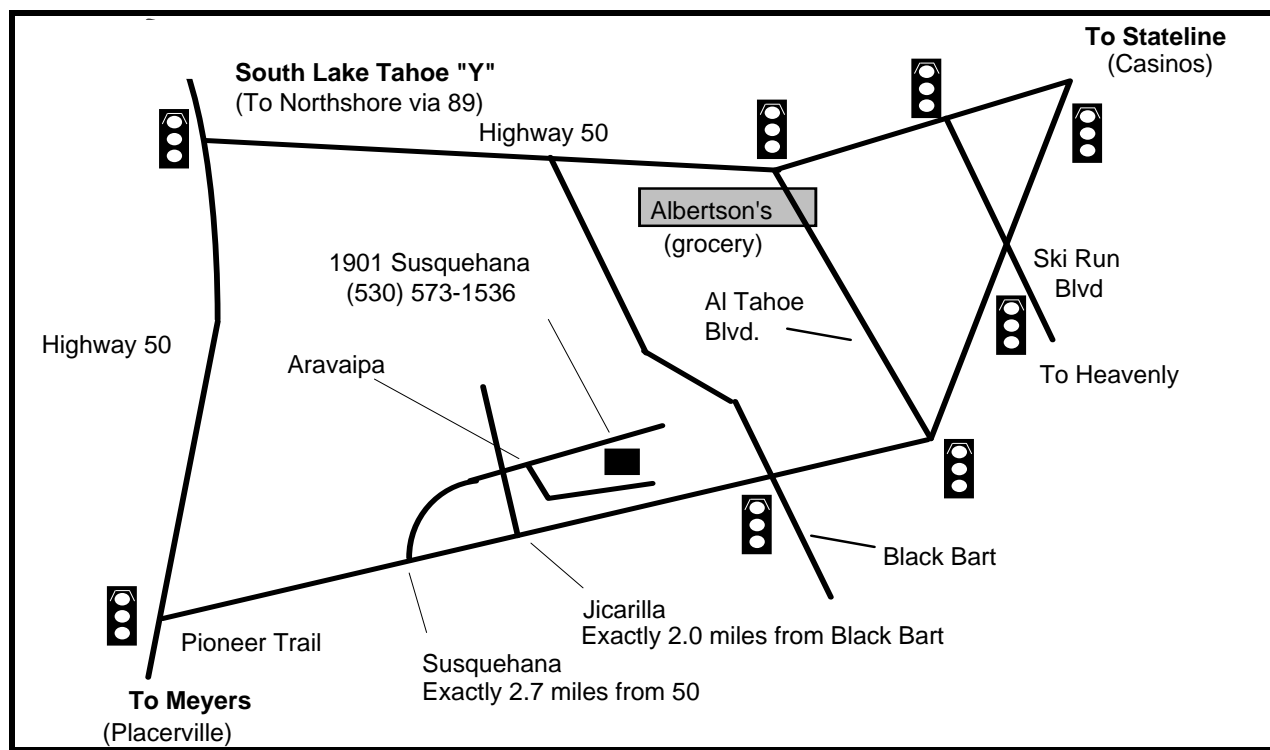 To Stateline
(Casinos)
South Lake Tahoe "Y"
(To Northshore via 89)
Highway 50
Albertson's
(grocery)
1901 Susquehana
(530) 573-1536
Ski Run
Blvd
Al Tahoe
Blvd.
Highway 50
Aravaipa
To Heavenly
Black Bart
Jicarilla
Exactly 2.0 miles from Black Bart
Pioneer Trail
Susquehana
Exactly 2.7 miles from 50
To Meyers
(Placerville)